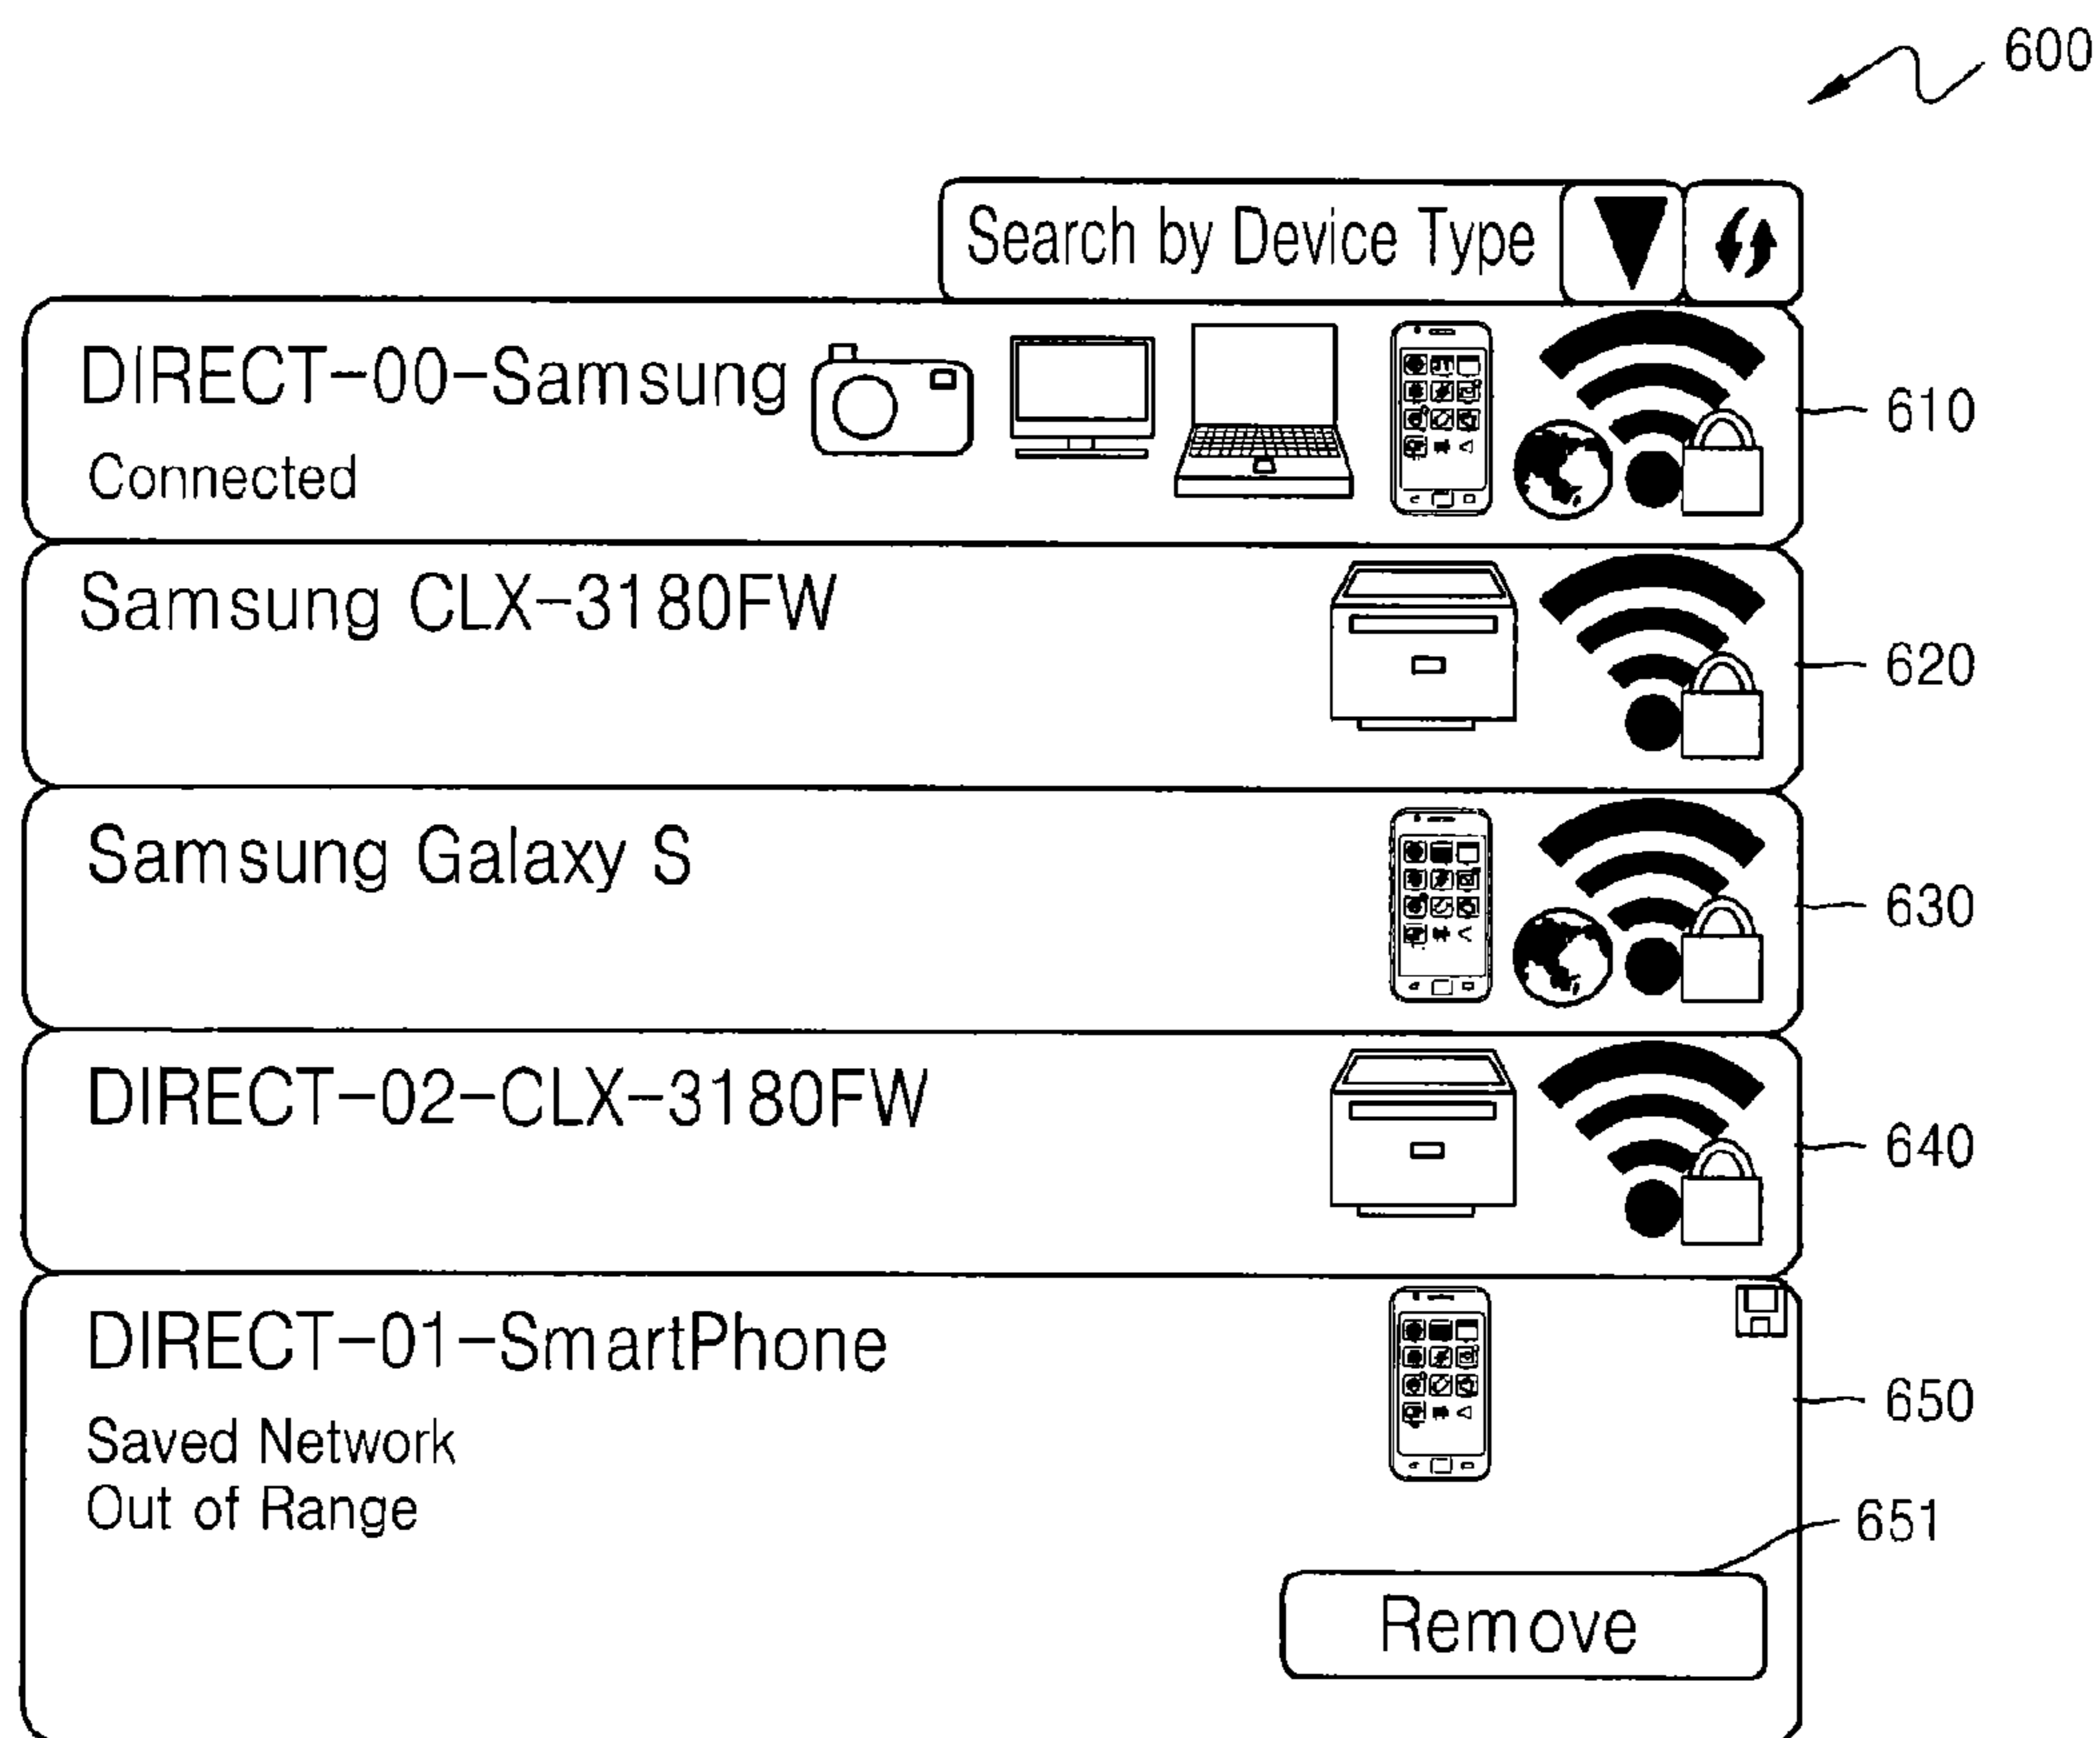 600
Search by Device Type
DIRECT-00-Samsung
Connected
610
Samsung CLX-3180FW
620
Samsung Galaxy S
630
DIRECT-02-CLX-3180FW
640
DIRECT-01-SmartPhone
Saved Network
Out of Range
650
651
Remove